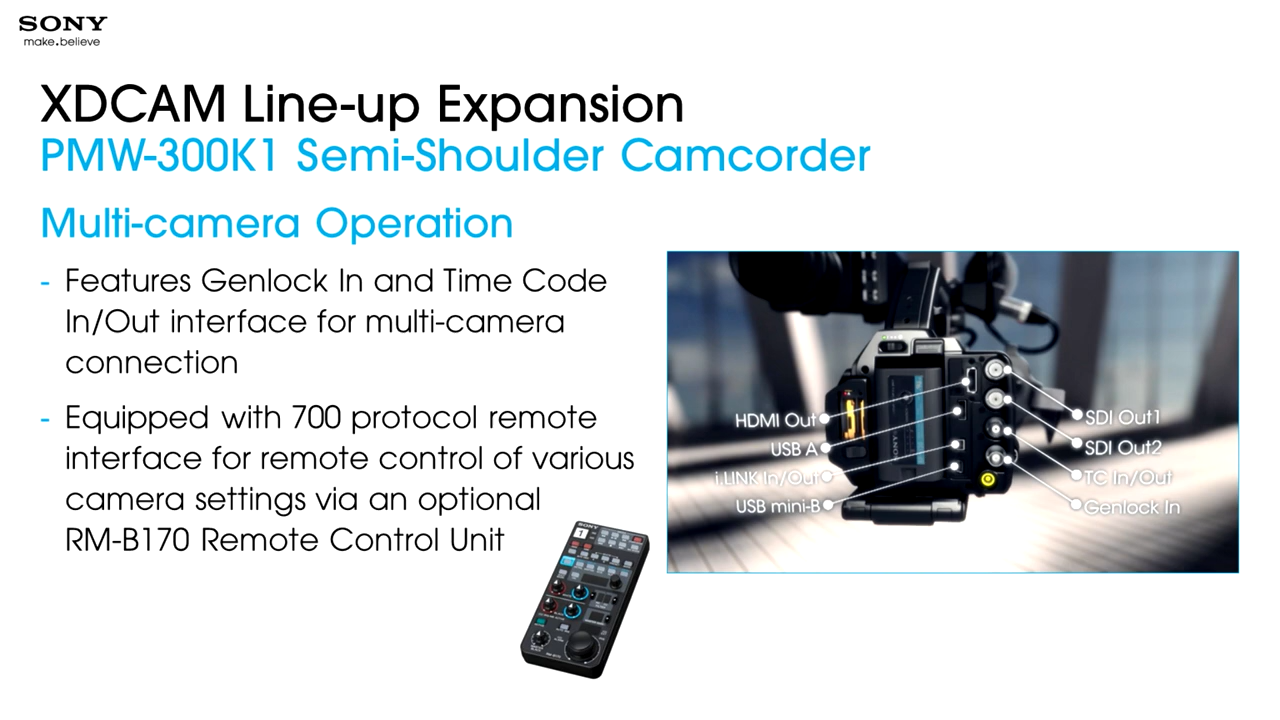 SONY
make.believe
XDCAM Line-up Expansion
PMW-300K1 Semi-Shoulder Camcorder
Multi-camera Operation
- Features Genlock In and Time Code
In/Out interface for multi-camera
connection
- Equipped with 700 protocol remote
interface for remote control of various
camera settings via an optional
RM-B170 Remote Control Unit
HDMI Out
USB A
i.LINK In/Out
USB mini-B
SDI Out1
SDI Out2
TC In/Out
Genlock In
SONY
SONY
1